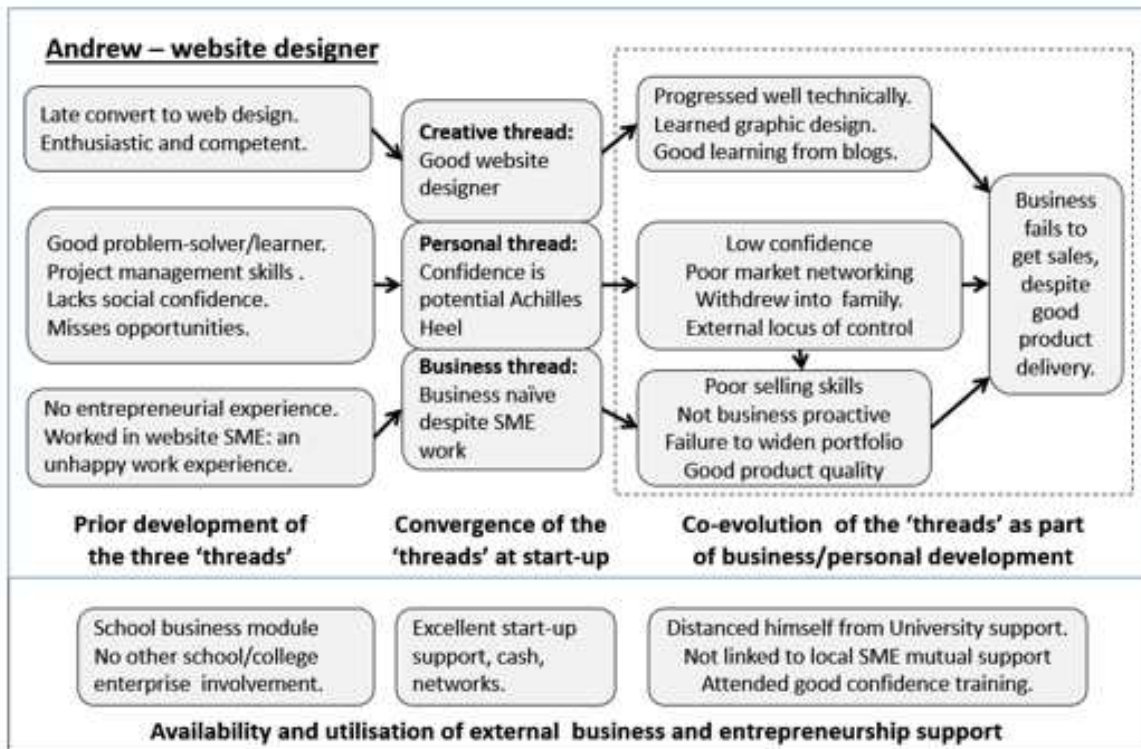 Andrew – website designer
Late convert to web design.
Enthusiastic and competent.
Good problem-solver/learner.
Project management skills .
Lacks social confidence.
Misses opportunities.
No entrepreneurial experience.
Worked in website SME: an
unhappy work experience.
Prior development of
the three ‘threads’
Creative thread:
Good website
designer
Personal thread:
Confidence is
potential Achilles
Heel
Business thread:
Business naïve
despite SME
work
Convergence of the
‘threads’ at start-up
Progressed well technically.
Learned graphic design.
Good learning from blogs.
Low confidence
Poor market networking
Withdrew into family.
External locus of control
Poor selling skills
Not business proactive
Failure to widen portfolio
Good product quality
Business
fails to
get sales,
despite
good
product
delivery.
Co-evolution of the ‘threads’ as part
of business/personal development
School business module
No other school/college
enterprise involvement.
Excellent start-up
support, cash,
networks.
Distanced himself from University support.
Not linked to local SME mutual support
Attended good confidence training.
Availability and utilisation of external business and entrepreneurship support